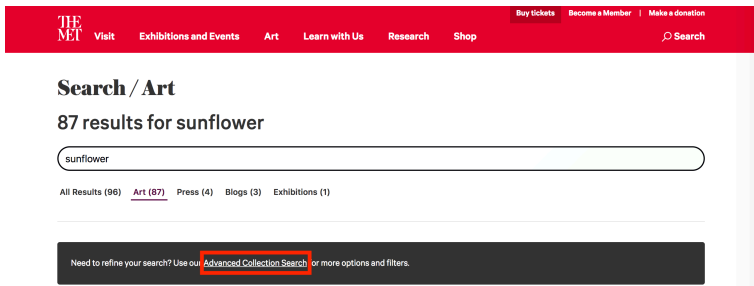 Buy tickets Become a Member | Make a donation
THE
MET Visit Exhibitions and Events Art Learn with Us Research Shop Search
Search / Art
87 results for sunflower
sunflower
All Results (96) Art (87) Press (4) Blogs (3) Exhibitions (1)
Need to refine your search? Use our Advanced Collection Search for more options and filters.